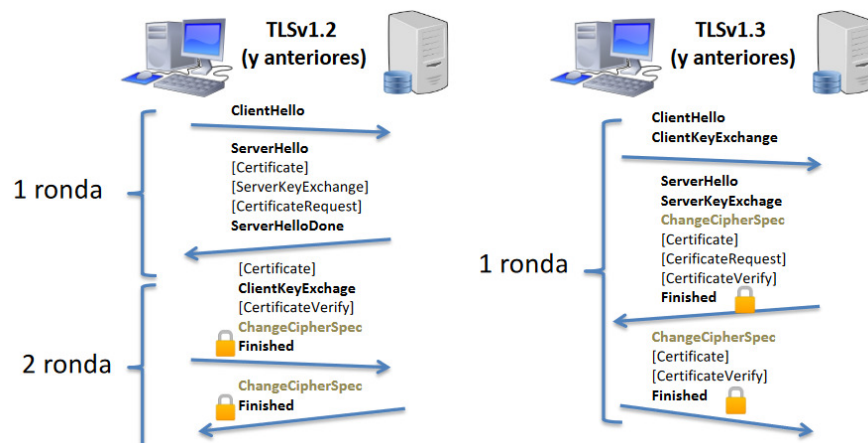 TLSv1.2
(y anteriores)
ClientHello
ServerHello
[Certificate]
[ServerKeyExchange]
[CertificateRequest]
ServerHelloDone
1 ronda
[Certificate]
ClientKeyExchage
[CertificateVerify]
ChangeCipherSpec
Finished
2 ronda
ChangeCipherSpec
Finished
TLSv1.3
(y anteriores)
ClientHello
ClientKeyExchange
ServerHello
ServerKeyExchage
ChangeCipherSpec
[Certificate]
[CerificateRequest]
[CertificateVerify]
Finished
1 ronda
ChangeCipherSpec
[Certificate]
[CertificateVerify]
Finished